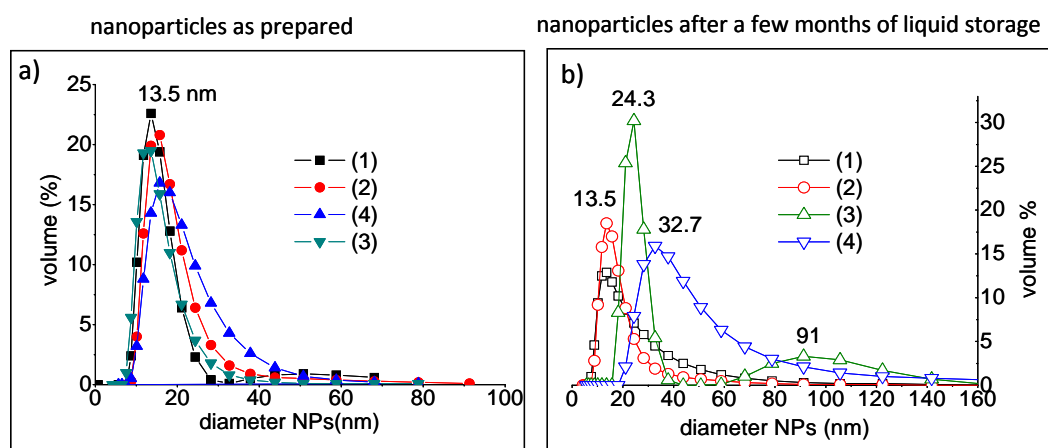 nanoparticles as prepared
nanoparticles after a few months of liquid storage
a)
13.5 nm
(1)
(2)
(4)
(3)
25
20
15
10
5
0
volume (%)
0 20 40 60 80 100
diameter NPs(nm)
b)
24.3
13.5
32.7
91
(1)
(2)
(3)
(4)
30
25
20
15
10
5
0
volume %
0 20 40 60 80 100 120 140 160
diameter NPs (nm)